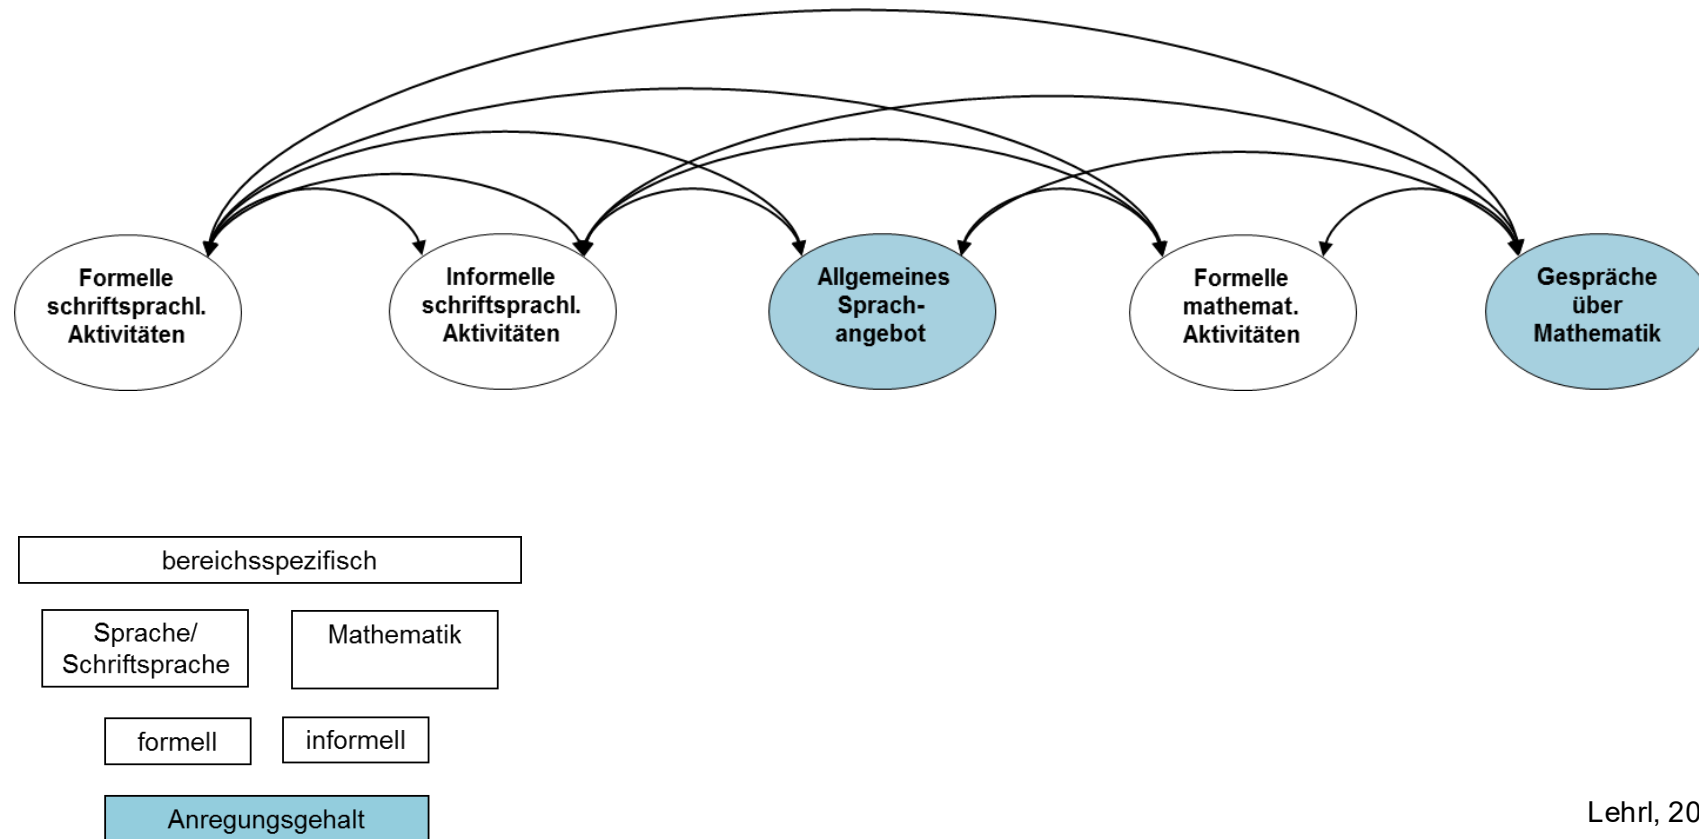 Formelle
schriftsprachl.
Aktivitäten
Informelle
schriftsprachl.
Aktivitäten
Allgemeines
Sprach-
angebot
Formelle
mathemat.
Aktivitäten
Gespräche
über
Mathematik
bereichsspezifisch
Sprache/
Schriftsprache
Mathematik
formell
informell
Anregungsgehalt
Lehrl, 20